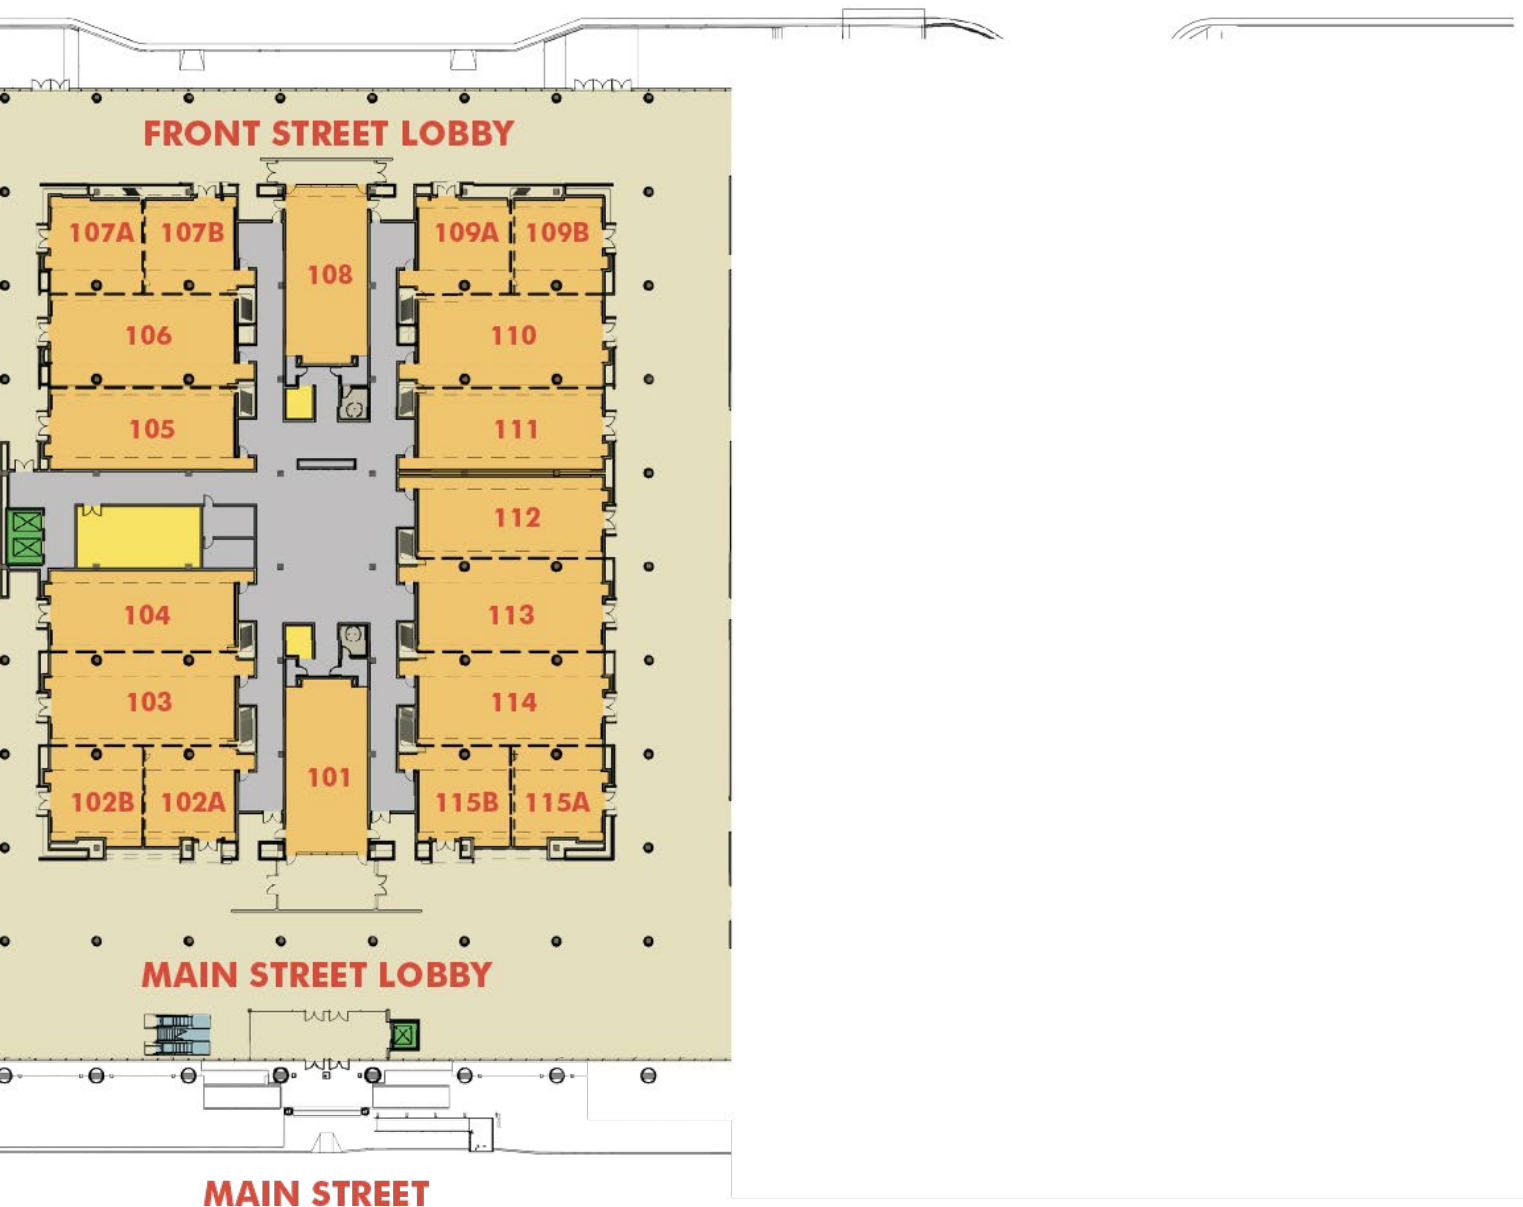 FRONT STREET LOBBY
107A 107B 109A 109B
108
106 110
105 111
112
104 113
103 114
101
102B 102A 115B 115A
MAIN STREET LOBBY
MAIN STREET